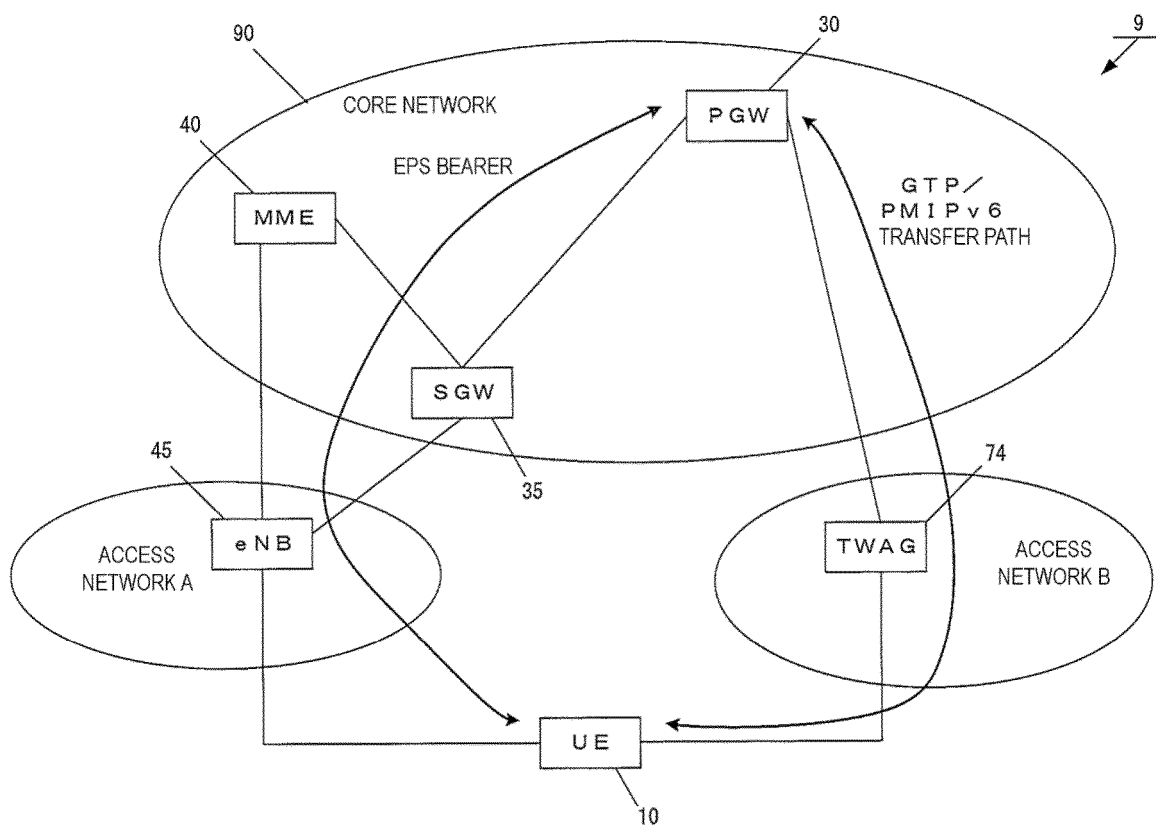 30
9
90
CORE NETWORK
PGW
40
EPS BEARER
GTP/
PMIPv6
TRANSFER PATH
MME
SGW
45
35
74
eNB
TWAG
ACCESS
NETWORK A
ACCESS
NETWORK B
UE
10